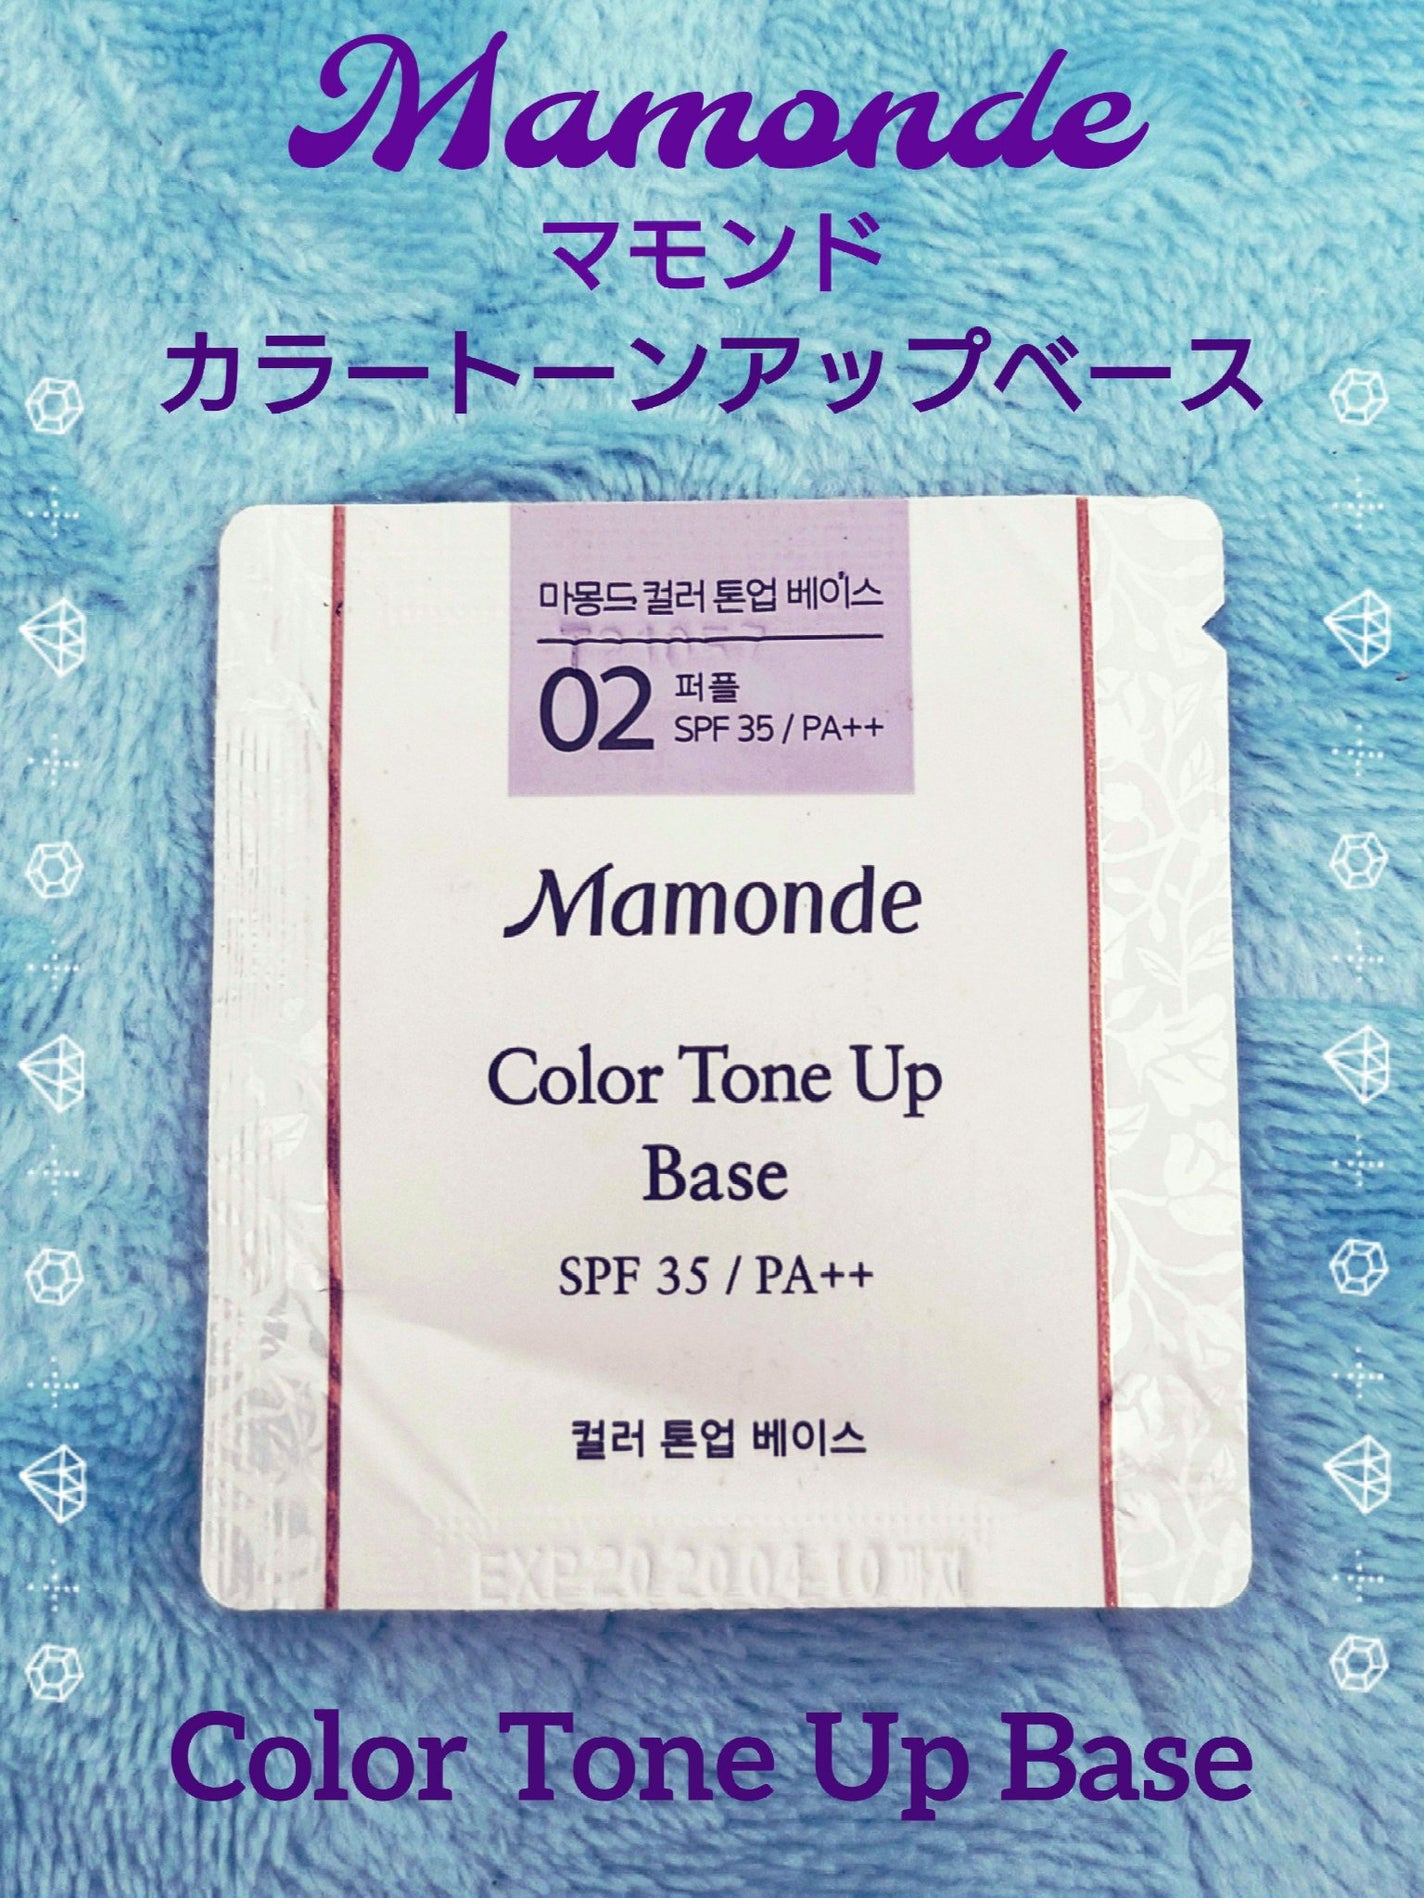 Mamonde
マモンド
カラートーンアップベース
마몽드 컬러 톤업 베이스
02 퍼플
SPF 35 / PA++
Mamonde
Color Tone Up
Base
SPF 35 / PA++
컬러 톤업 베이스
Color Tone Up Base